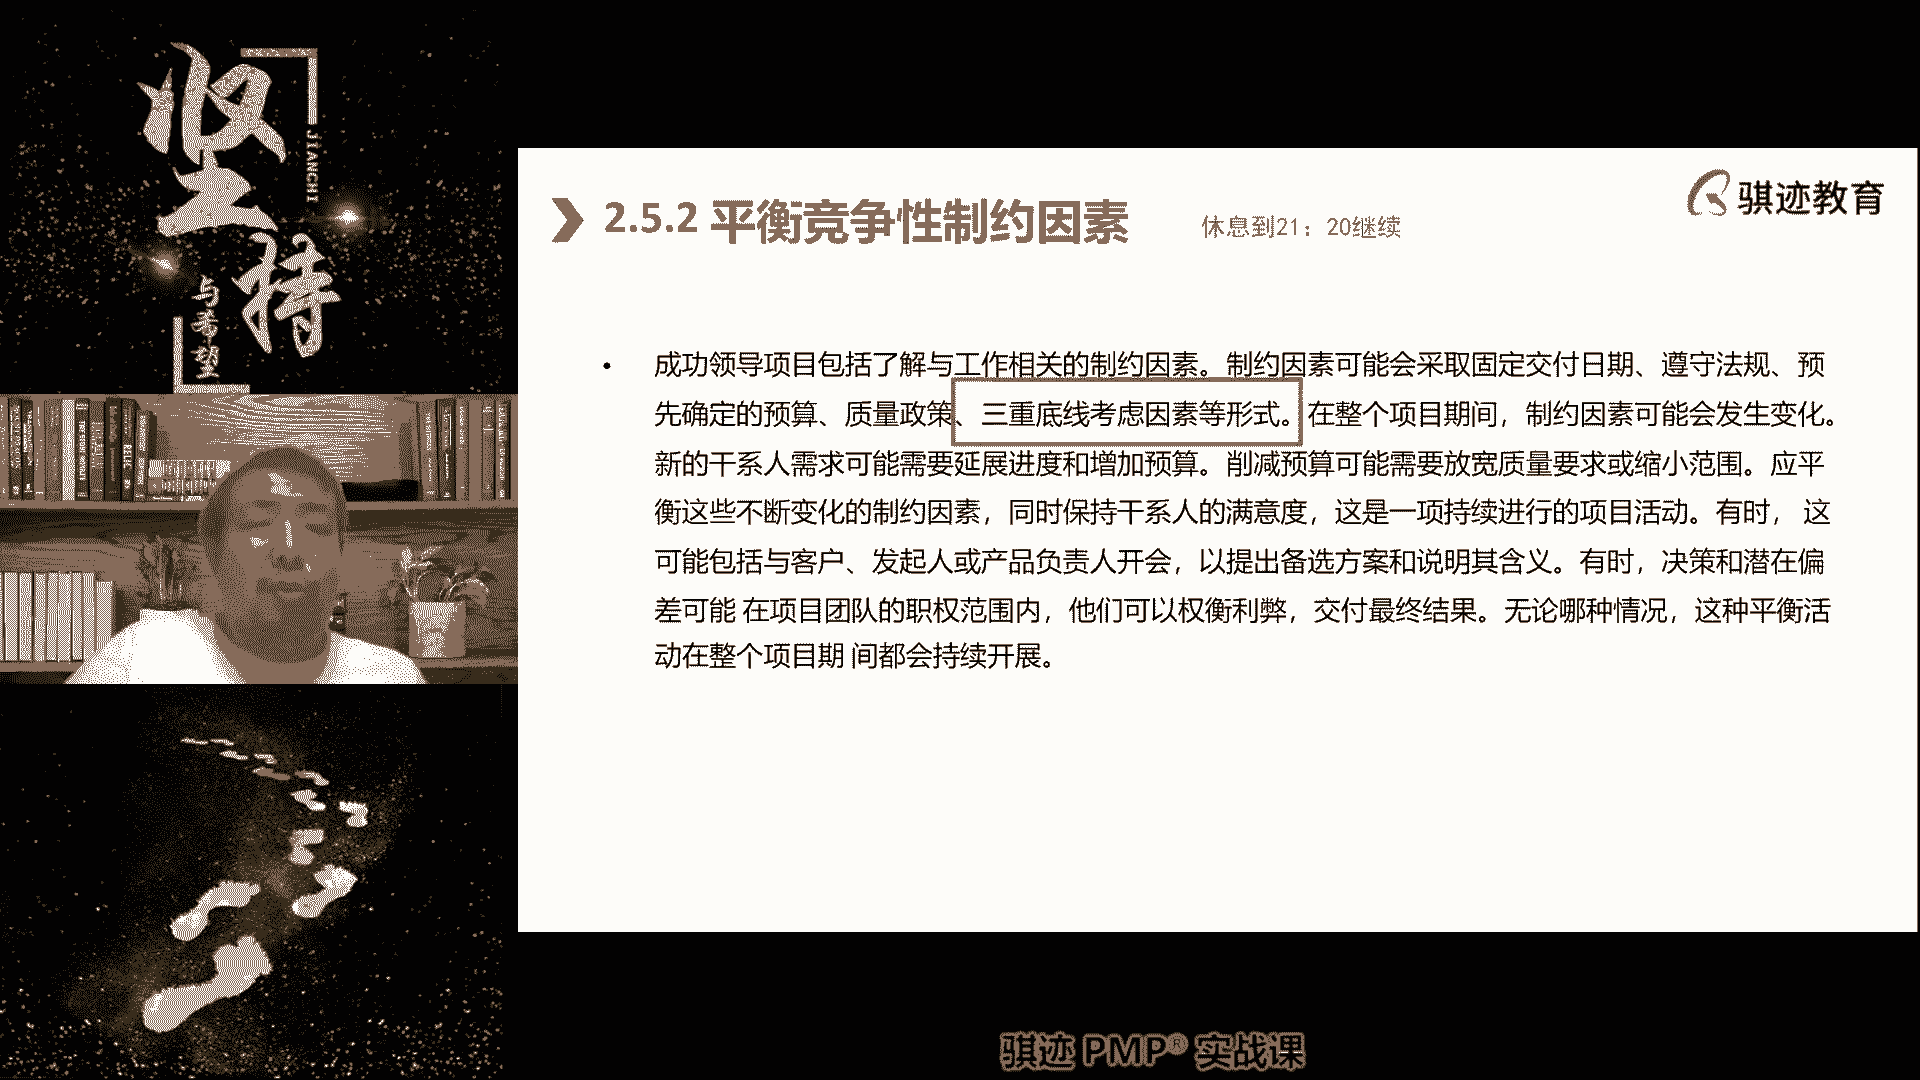 坚持
JIANCHI
与希望
2.5.2 平衡竞争性制约因素
休息到21：20继续
骐迹教育
• 成功领导项目包括了解与工作相关的制约因素。制约因素可能会采取固定交付日期、遵守法规、预
先确定的预算、质量政策、三重底线考虑因素等形式。在整个项目期间，制约因素可能会发生变化。
新的干系人需求可能需要延展进度和增加预算。削减预算可能需要放宽质量要求或缩小范围。应平
衡这些不断变化的制约因素，同时保持干系人的满意度，这是一项持续进行的项目活动。有时， 这
可能包括与客户、发起人或产品负责人开会，以提出备选方案和说明其含义。有时，决策和潜在偏
差可能 在项目团队的职权范围内，他们可以权衡利弊，交付最终结果。无论哪种情况，这种平衡活
动在整个项目期 间都会持续开展。
骐迹 PMP® 实战课